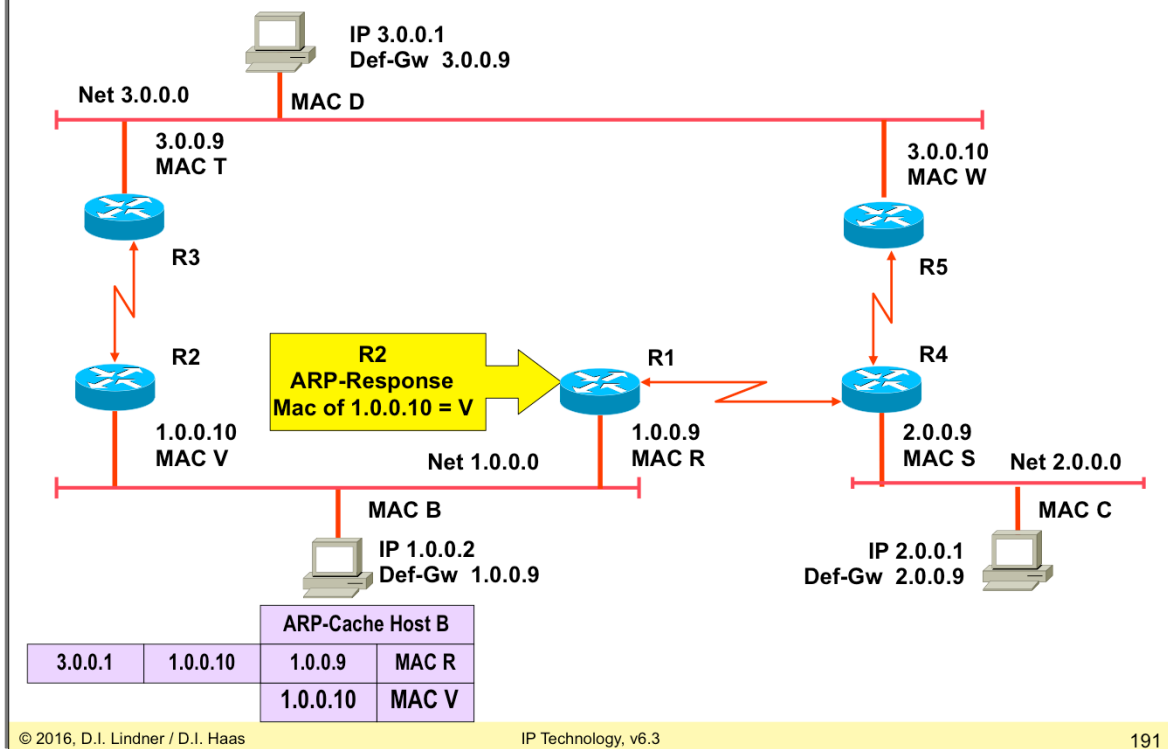 IP 3.0.0.1
Def-Gw 3.0.0.9
Net 3.0.0.0
MAC D
3.0.0.9
MAC T
3.0.0.10
MAC W
R3
R5
R2
R2
ARP-Response
Mac of 1.0.0.10 = V
R1
R4
1.0.0.10
MAC V
Net 1.0.0.0
1.0.0.9
MAC R
2.0.0.9
MAC S
Net 2.0.0.0
MAC B
MAC C
IP 1.0.0.2
Def-Gw 1.0.0.9
IP 2.0.0.1
Def-Gw 2.0.0.9
ARP-Cache Host B
3.0.0.1 1.0.0.10 1.0.0.9 MAC R
1.0.0.10 MAC V
© 2016, D.I. Lindner / D.I. Haas IP Technology, v6.3 191